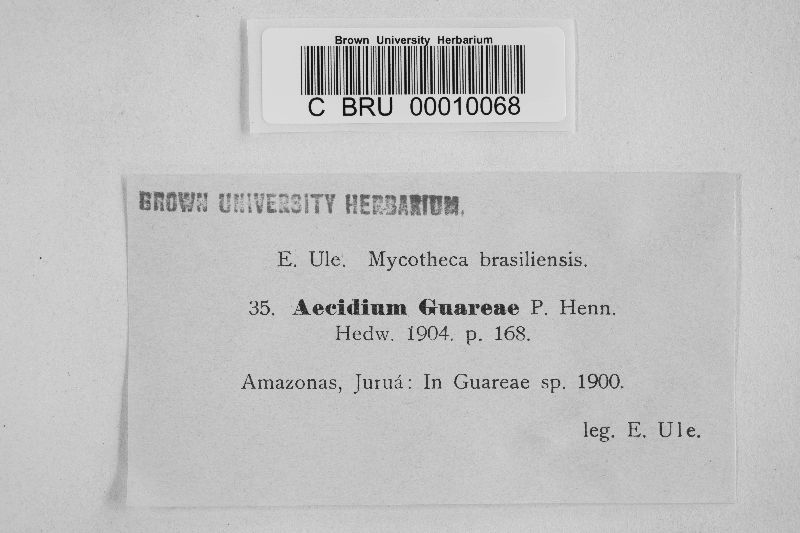 Brown University Herbarium
C BRU 00010068
BROWN UNIVERSITY HERBARIUM.
E. Ule. Mycotheca brasiliensis.
35. Aecidium Guareae P. Henn.
Hedw. 1904. p. 168.
Amazonas, Juruá: In Guareae sp. 1900.
leg. E. Ule.